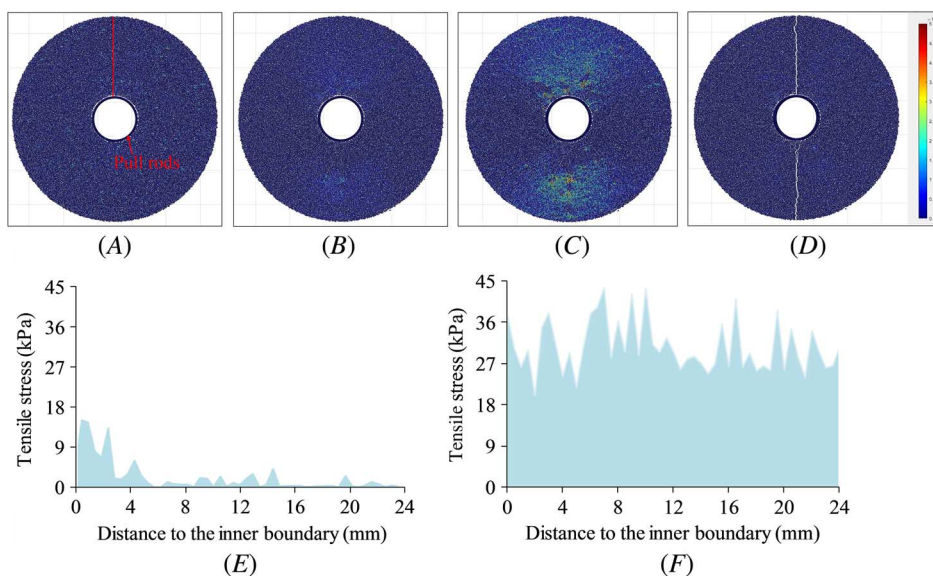 Pull rods
(A)
(B)
(C)
(D)
45
36
27
18
9
0
Tensile stress (kPa)
0
4
8
12
16
20
24
Distance to the inner boundary (mm)
(E)
45
36
27
18
9
0
Tensile stress (kPa)
0
4
8
12
16
20
24
Distance to the inner boundary (mm)
(F)